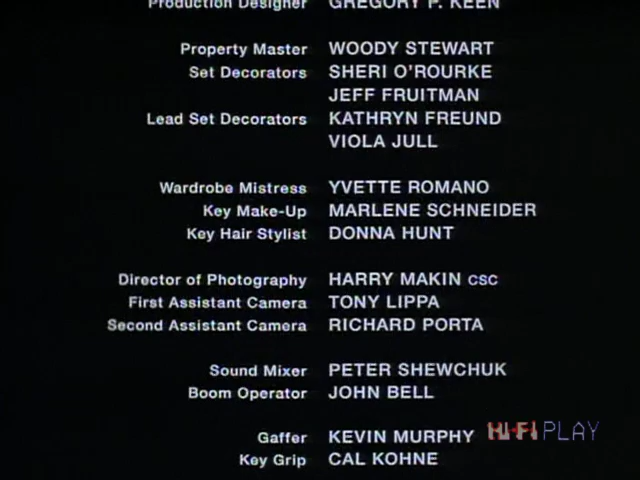 Production Designer GREGORY P. KEEN
Property Master WOODY STEWART
Set Decorators SHERI O'ROURKE
JEFF FRUITMAN
Lead Set Decorators KATHRYN FREUND
VIOLA JULL
Wardrobe Mistress YVETTE ROMANO
Key Make-Up MARLENE SCHNEIDER
Key Hair Stylist DONNA HUNT
Director of Photography HARRY MAKIN CSC
First Assistant Camera TONY LIPPA
Second Assistant Camera RICHARD PORTA
Sound Mixer PETER SHEWCHUK
Boom Operator JOHN BELL
Gaffer KEVIN MURPHY HI-FI PLAY
Key Grip CAL KOHNE